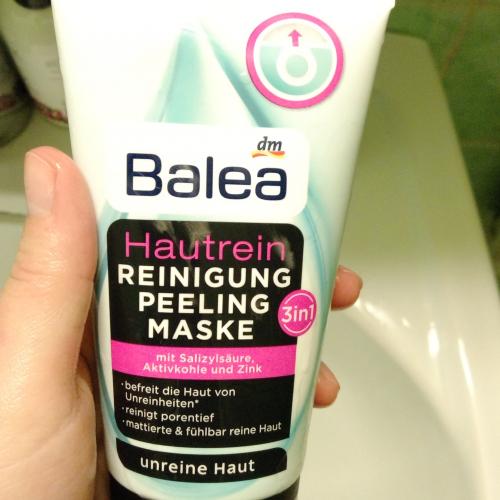 dm
Balea
Hautrein
REINIGUNG
PEELING
MASKE
3in1
mit Salizylsäure,
Aktivkohle und Zink
· befreit die Haut von
Unreinheiten*
· reinigt porentief
· mattierte & fühlbar reine Haut
unreine Haut